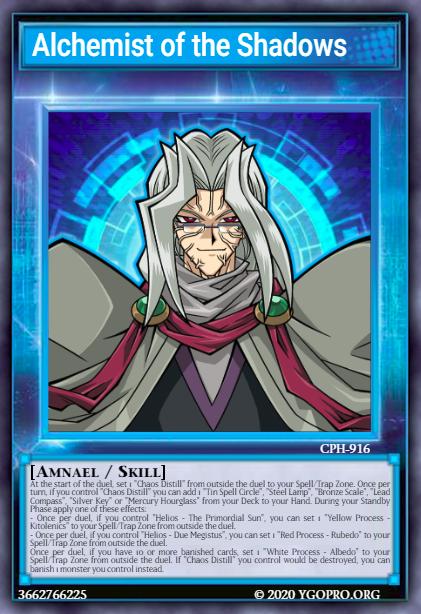 Alchemist of the Shadows
CPH-916
[Amnael / Skill]
At the start of the duel, set 1 "Chaos Distill" from outside the duel to your Spell/Trap Zone. Once per
turn, if you control "Chaos Distill" you can add 1 "Tin Spell Circle", "Steel Lamp", "Bronze Scale", "Lead
Compass", "Silver Key" or "Mercury Hourglass" from your Deck to your Hand. During your Standby
Phase apply one of these effects:
- Once per duel, if you control "Helios - The Primordial Sun", you can set 1 "Yellow Process -
Kitolenics" to your Spell/Trap Zone from outside the duel.
- Once per duel, if you control "Helios - Due Megistus", you can set 1 "Red Process - Rubedo" to your
Spell/Trap Zone from outside the duel.
Once per duel, if you have 10 or more banished cards, set 1 "White Process - Albedo" to your
Spell/Trap Zone from outside the duel. If "Chaos Distill" you control would be destroyed, you can
banish 1 monster you control instead.
3662766225
© 2020 YGOPRO.ORG